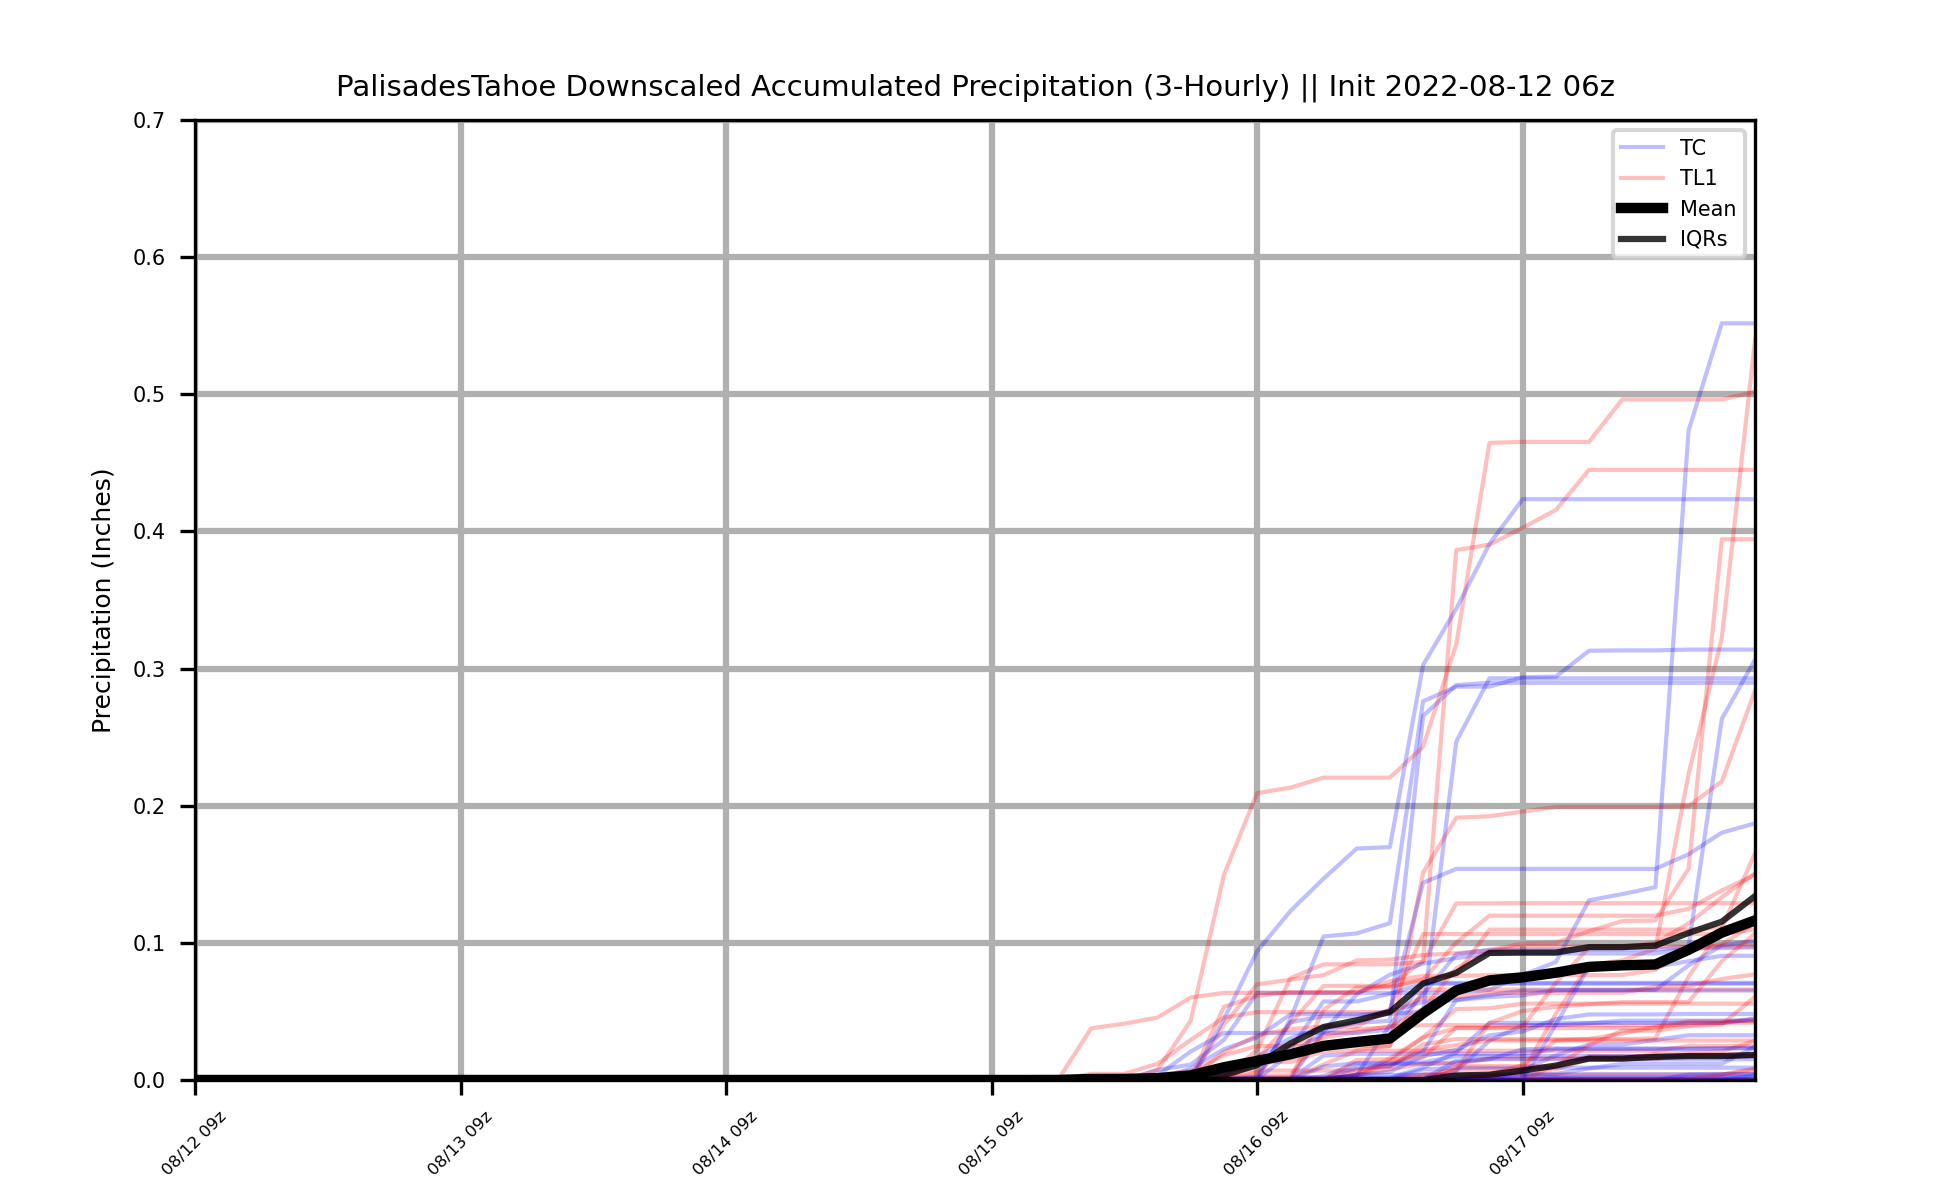 PalisadesTahoe Downscaled Accumulated Precipitation (3-Hourly) || Init 2022-08-12 06z
TC
TL1
Mean
IQRs
Precipitation (Inches)
0.7
0.6
0.5
0.4
0.3
0.2
0.1
0.0
08/12 09z
08/13 09z
08/14 09z
08/15 09z
08/16 09z
08/17 09z